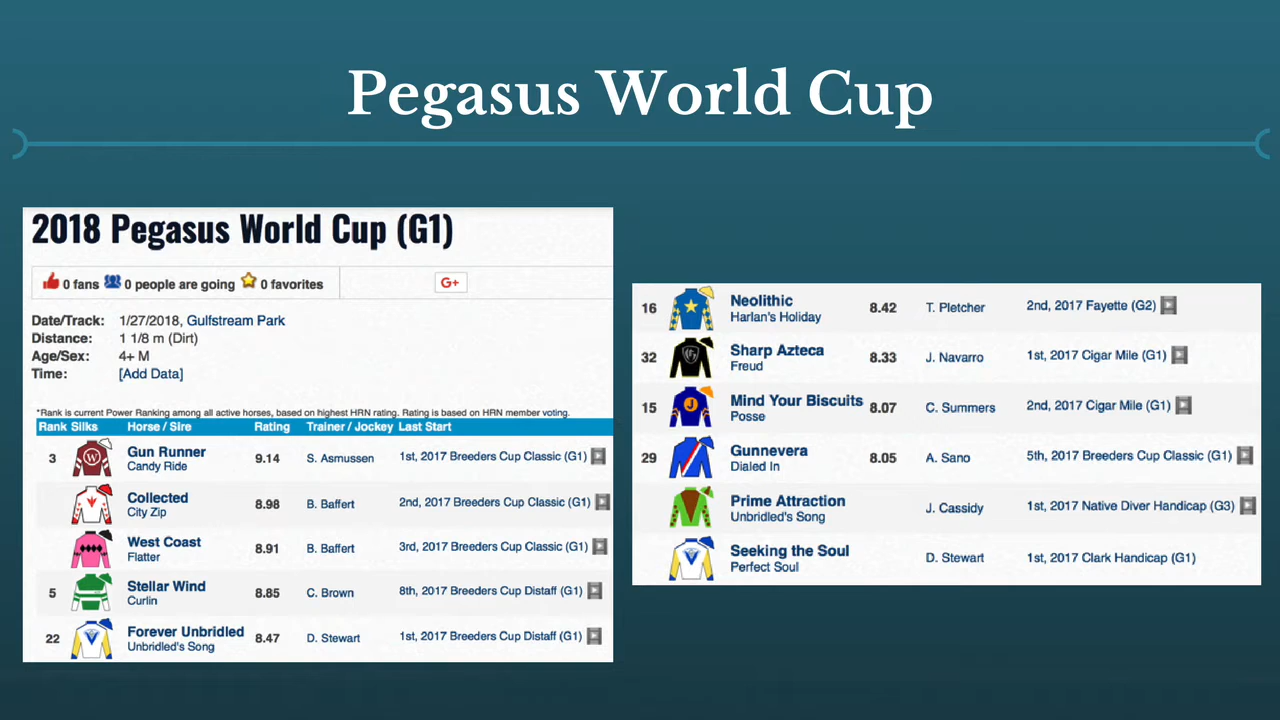 Pegasus World Cup
2018 Pegasus World Cup (G1)
0 fans 0 people are going 0 favorites G+
Date/Track: 1/27/2018, Gulfstream Park
Distance: 1 1/8 m (Dirt)
Age/Sex: 4+ M
Time: [Add Data]
*Rank is current Power Ranking among all active horses, based on highest HRN rating. Rating is based on HRN member voting.
Rank Silks Horse / Sire Rating Trainer / Jockey Last Start
3 Gun Runner 9.14 S. Asmussen 1st, 2017 Breeders Cup Classic (G1)
Candy Ride
Collected 8.98 B. Baffert 2nd, 2017 Breeders Cup Classic (G1)
City Zip
West Coast 8.91 B. Baffert 3rd, 2017 Breeders Cup Classic (G1)
Flatter
5 Stellar Wind 8.85 C. Brown 8th, 2017 Breeders Cup Distaff (G1)
Curlin
22 Forever Unbridled 8.47 D. Stewart 1st, 2017 Breeders Cup Distaff (G1)
Unbridled's Song
16 Neolithic 8.42 T. Pletcher 2nd, 2017 Fayette (G2)
Harlan's Holiday
32 Sharp Azteca 8.33 J. Navarro 1st, 2017 Cigar Mile (G1)
Freud
15 Mind Your Biscuits 8.07 C. Summers 2nd, 2017 Cigar Mile (G1)
Posse
29 Gunnevera 8.05 A. Sano 5th, 2017 Breeders Cup Classic (G1)
Dialed In
Prime Attraction J. Cassidy 1st, 2017 Native Diver Handicap (G3)
Unbridled's Song
Seeking the Soul D. Stewart 1st, 2017 Clark Handicap (G1)
Perfect Soul